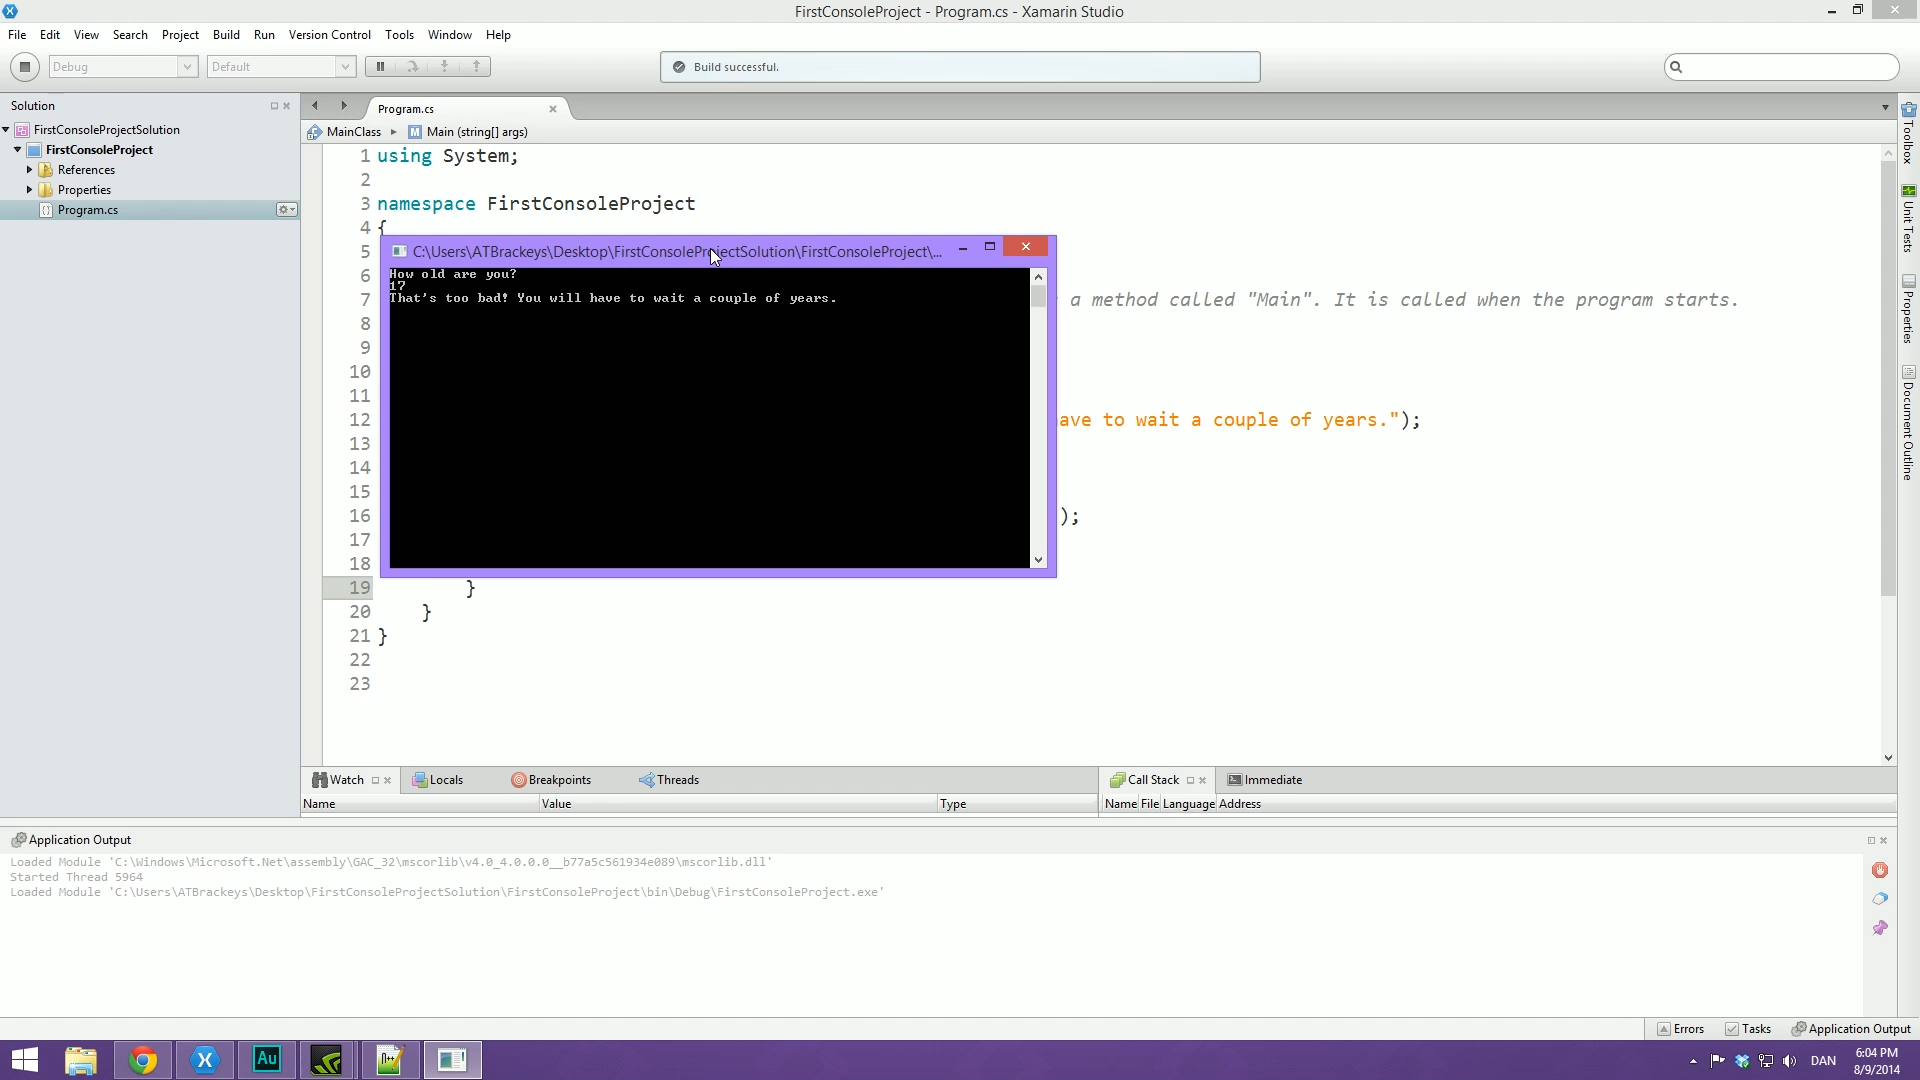 FirstConsoleProject - Program.cs - Xamarin Studio
File Edit View Search Project Build Run Version Control Tools Window Help
Debug Default Build successful.
Solution
Program.cs
FirstConsoleProjectSolution
MainClass Main (string[] args)
FirstConsoleProject
References
Properties
Program.cs
1 using System;
2
3 namespace FirstConsoleProject
4 {
5
6
7 a method called "Main". It is called when the program starts.
8
9
10
11
12 ave to wait a couple of years.");
13
14
15
16 );
17
18
19 }
20 }
21 }
22
23
C:\Users\ATBrackeys\Desktop\FirstConsoleProjectSolution\FirstConsoleProject\...
How old are you?
17
That's too bad! You will have to wait a couple of years.
Toolbox
Unit Tests
Properties
Document Outline
Watch Locals Breakpoints Threads
Name Value Type
Call Stack Immediate
Name File Language Address
Application Output
Loaded Module 'C:\Windows\Microsoft.Net\assembly\GAC_32\mscorlib\v4.0_4.0.0.0__b77a5c561934e089\mscorlib.dll'
Started Thread 5964
Loaded Module 'C:\Users\ATBrackeys\Desktop\FirstConsoleProjectSolution\FirstConsoleProject\bin\Debug\FirstConsoleProject.exe'
Errors Tasks Application Output
Au
n++
DAN
6:04 PM
8/9/2014